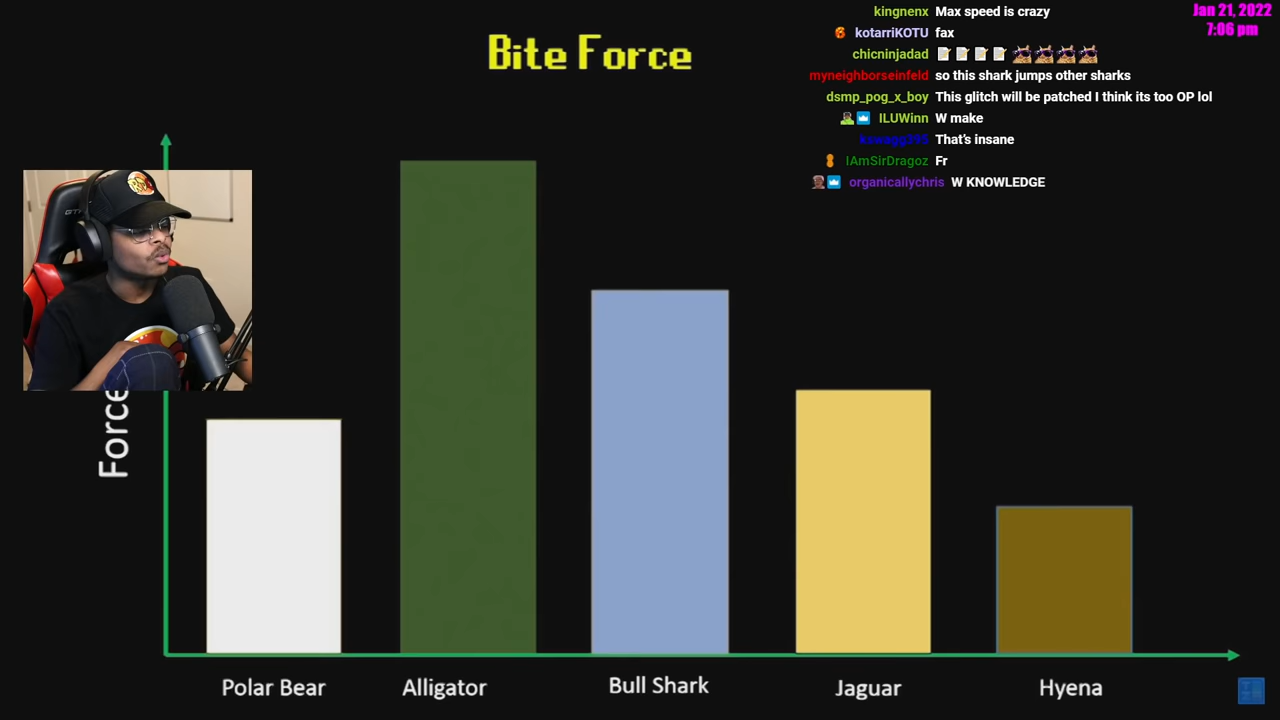 Bite Force
kingnenx Max speed is crazy
kotarriKOTU fax
chicninjadad
myneighborseinfeld so this shark jumps other sharks
dsmp_pog_x_boy This glitch will be patched I think its too OP lol
ILUWinn W make
kswagg395 That's insane
IAmSirDragoz Fr
organicallychris W KNOWLEDGE
Jan 21, 2022
7:06 pm
Force
Polar Bear
Alligator
Bull Shark
Jaguar
Hyena